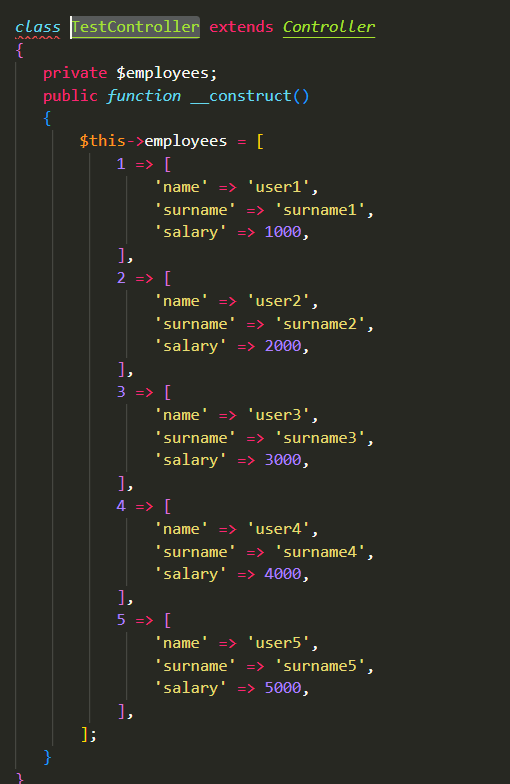 class TestController extends Controller
{
    private $employees;
    public function __construct()
    {
        $this->employees = [
            1 => [
                'name' => 'user1',
                'surname' => 'surname1',
                'salary' => 1000,
            ],
            2 => [
                'name' => 'user2',
                'surname' => 'surname2',
                'salary' => 2000,
            ],
            3 => [
                'name' => 'user3',
                'surname' => 'surname3',
                'salary' => 3000,
            ],
            4 => [
                'name' => 'user4',
                'surname' => 'surname4',
                'salary' => 4000,
            ],
            5 => [
                'name' => 'user5',
                'surname' => 'surname5',
                'salary' => 5000,
            ],
        ];
    }
}